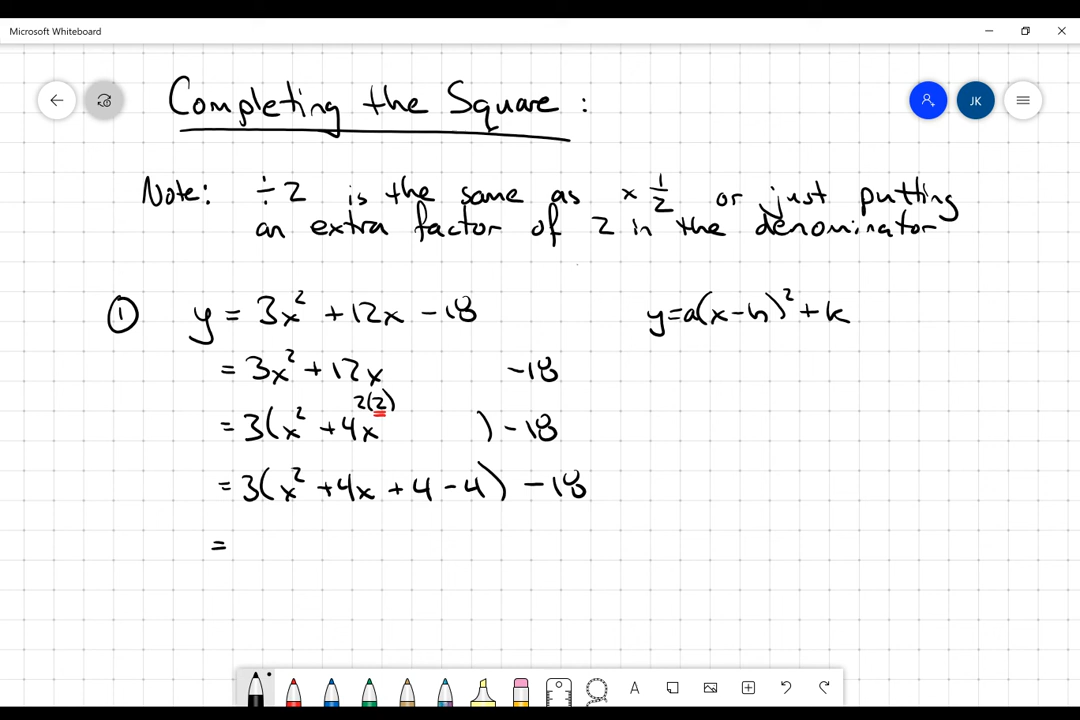 Microsoft Whiteboard
JK
Completing the Square :
Note: ÷2 is the same as × 1/2 or just putting
an extra factor of 2 in the denominator
① y = 3x² + 12x - 18
y = a(x - h)² + k
= 3x² + 12x - 18
2(2)
= 3(x² + 4x ) - 18
= 3(x² + 4x + 4 - 4) - 18
=
A